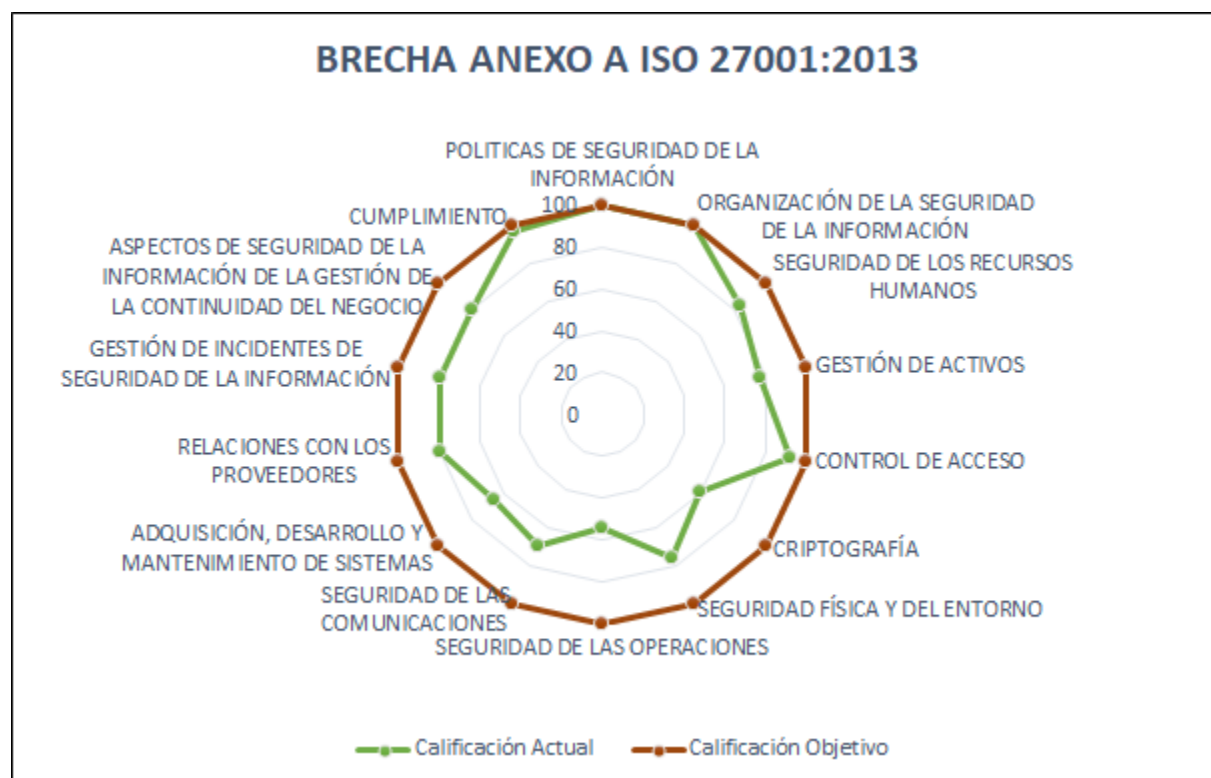 BRECHA ANEXO A ISO 27001:2013
POLITICAS DE SEGURIDAD DE LA
INFORMACIÓN
ORGANIZACIÓN DE LA SEGURIDAD
DE LA INFORMACIÓN
SEGURIDAD DE LOS RECURSOS
HUMANOS
GESTIÓN DE ACTIVOS
CONTROL DE ACCESO
CRIPTOGRAFÍA
SEGURIDAD FÍSICA Y DEL ENTORNO
SEGURIDAD DE LAS OPERACIONES
SEGURIDAD DE LAS
COMUNICACIONES
ADQUISICIÓN, DESARROLLO Y
MANTENIMIENTO DE SISTEMAS
RELACIONES CON LOS
PROVEEDORES
GESTIÓN DE INCIDENTES DE
SEGURIDAD DE LA INFORMACIÓN
ASPECTOS DE SEGURIDAD DE LA
INFORMACIÓN DE LA GESTIÓN DE
LA CONTINUIDAD DEL NEGOCIO
CUMPLIMIENTO
100
80
60
40
20
0
Calificación Actual
Calificación Objetivo